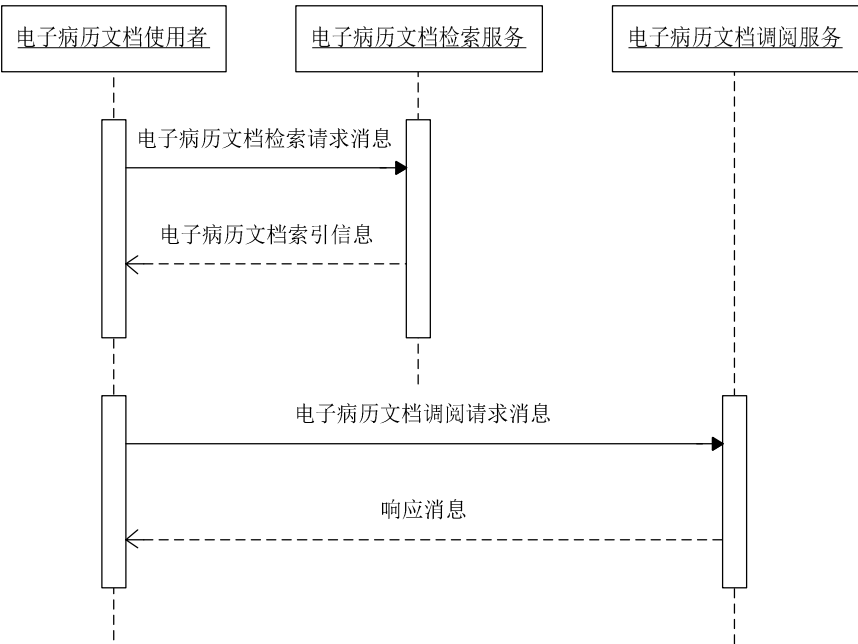 电子病历文档使用者
电子病历文档检索服务
电子病历文档调阅服务
电子病历文档检索请求消息
电子病历文档索引信息
电子病历文档调阅请求消息
响应消息